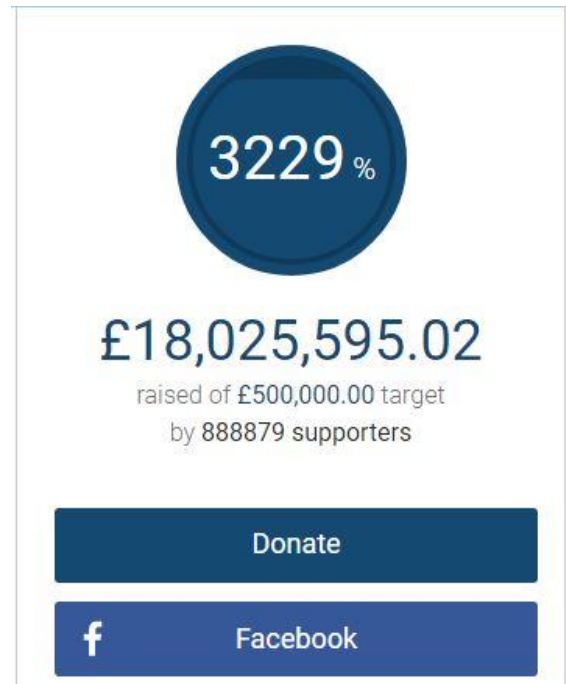 3229 %
£18,025,595.02
raised of £500,000.00 target
by 888879 supporters
Donate
f Facebook